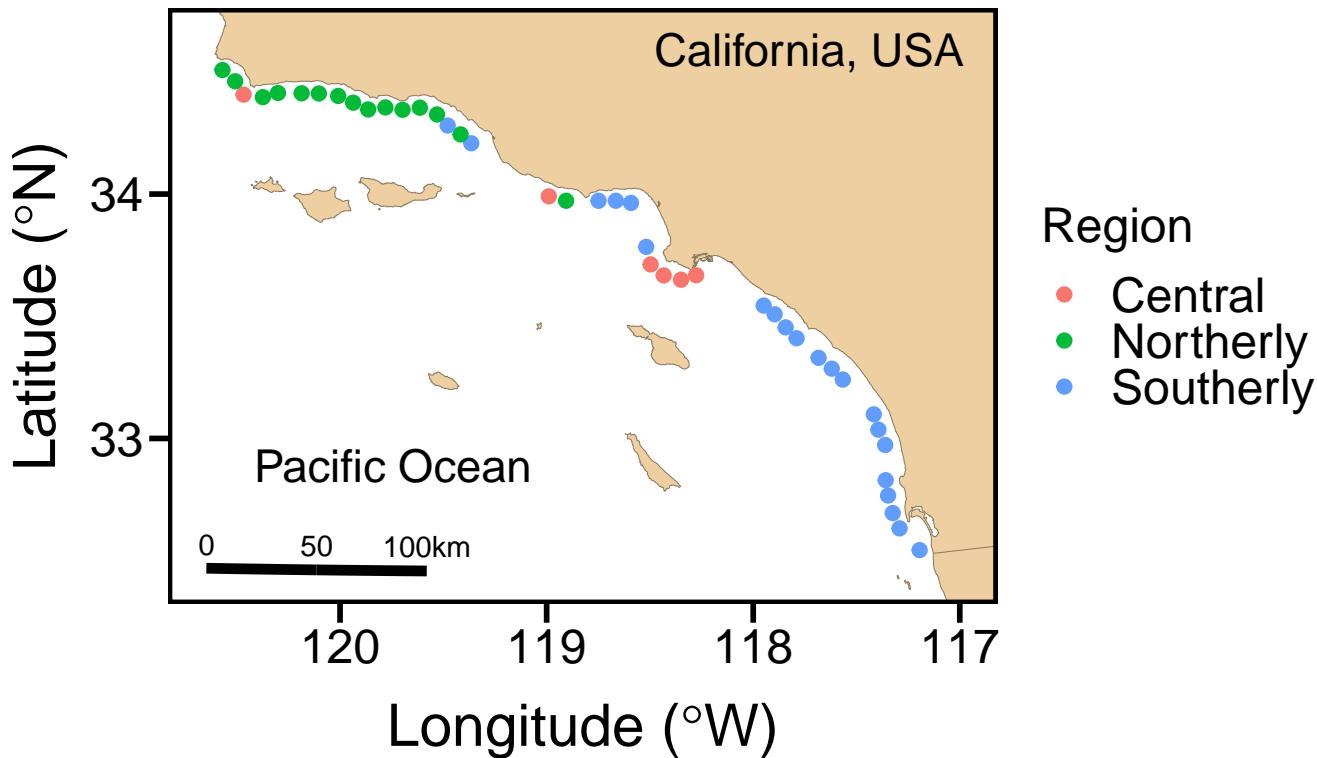 California, USA
34
33
Latitude (°N)
Pacific Ocean
0 50 100km
120 119 118 117
Longitude (°W)
Region
Central
Northerly
Southerly